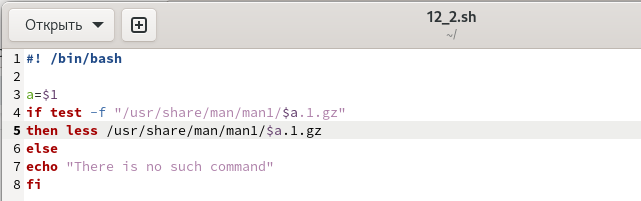 Открыть
12_2.sh
~/
1 #! /bin/bash
2
3 a=$1
4 if test -f "/usr/share/man/man1/$a.1.gz"
5 then less /usr/share/man/man1/$a.1.gz
6 else
7 echo "There is no such command"
8 fi